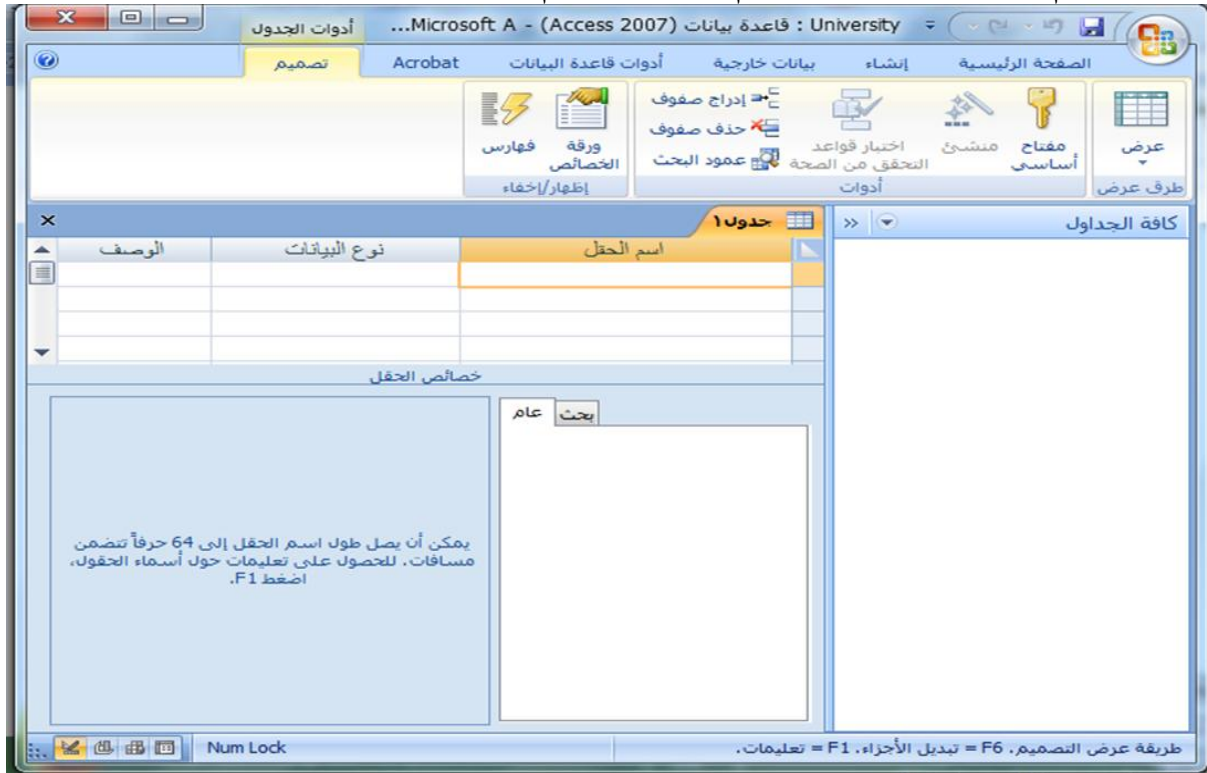 University : قاعدة بيانات (Access 2007) - Microsoft A...
أدوات الجدول
الصفحة الرئيسية
إنشاء
بيانات خارجية
أدوات قاعدة البيانات
Acrobat
تصميم
عرض
طرق عرض
مفتاح أساسي
منشئ
اختبار قواعد
التحقق من الصحة
إدراج صفوف
حذف صفوف
عمود البحث
أدوات
ورقة
الخصائص
فهارس
إظهار/إخفاء
كافة الجداول
جدول١
اسم الحقل
نوع البيانات
الوصف
خصائص الحقل
عام
بحث
يمكن أن يصل طول اسم الحقل إلى 64 حرفاً تتضمن
مسافات. للحصول على تعليمات حول أسماء الحقول،
اضغط F1.
طريقة عرض التصميم. F6 = تبديل الأجزاء. F1 = تعليمات.
Num Lock